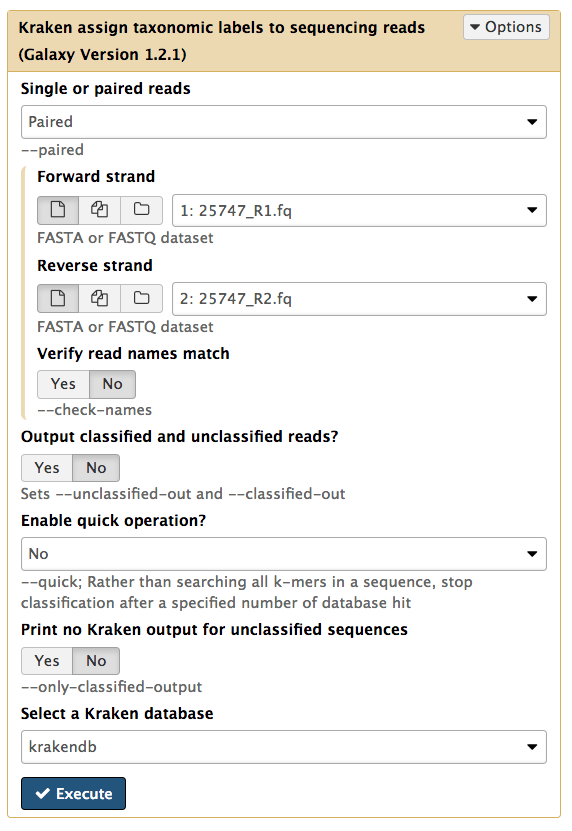 Kraken assign taxonomic labels to sequencing reads
Options
(Galaxy Version 1.2.1)
Single or paired reads
Paired
--paired
Forward strand
1: 25747_R1.fq
FASTA or FASTQ dataset
Reverse strand
2: 25747_R2.fq
FASTA or FASTQ dataset
Verify read names match
Yes No
--check-names
Output classified and unclassified reads?
Yes No
Sets --unclassified-out and --classified-out
Enable quick operation?
No
--quick; Rather than searching all k-mers in a sequence, stop
classification after a specified number of database hit
Print no Kraken output for unclassified sequences
Yes No
--only-classified-output
Select a Kraken database
krakendb
Execute